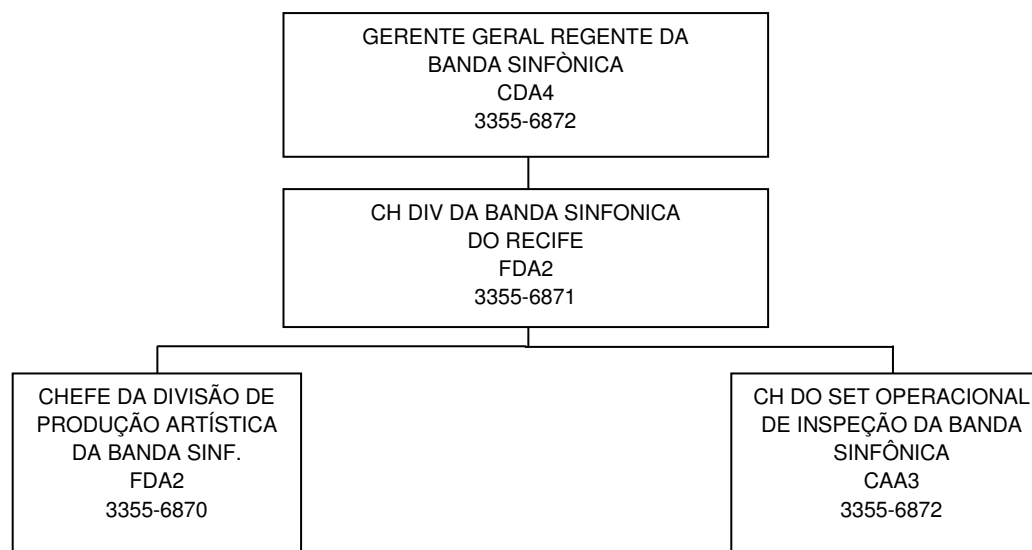 GERENTE GERAL REGENTE DA
BANDA SINFÒNICA
CDA4
3355-6872
CH DIV DA BANDA SINFONICA
DO RECIFE
FDA2
3355-6871
CHEFE DA DIVISÃO DE
PRODUÇÃO ARTÍSTICA
DA BANDA SINF.
FDA2
3355-6870
CH DO SET OPERACIONAL
DE INSPEÇÃO DA BANDA
SINFÔNICA
CAA3
3355-6872